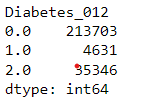 Diabetes_012
0.0    213703
1.0      4631
2.0     35346
dtype: int64